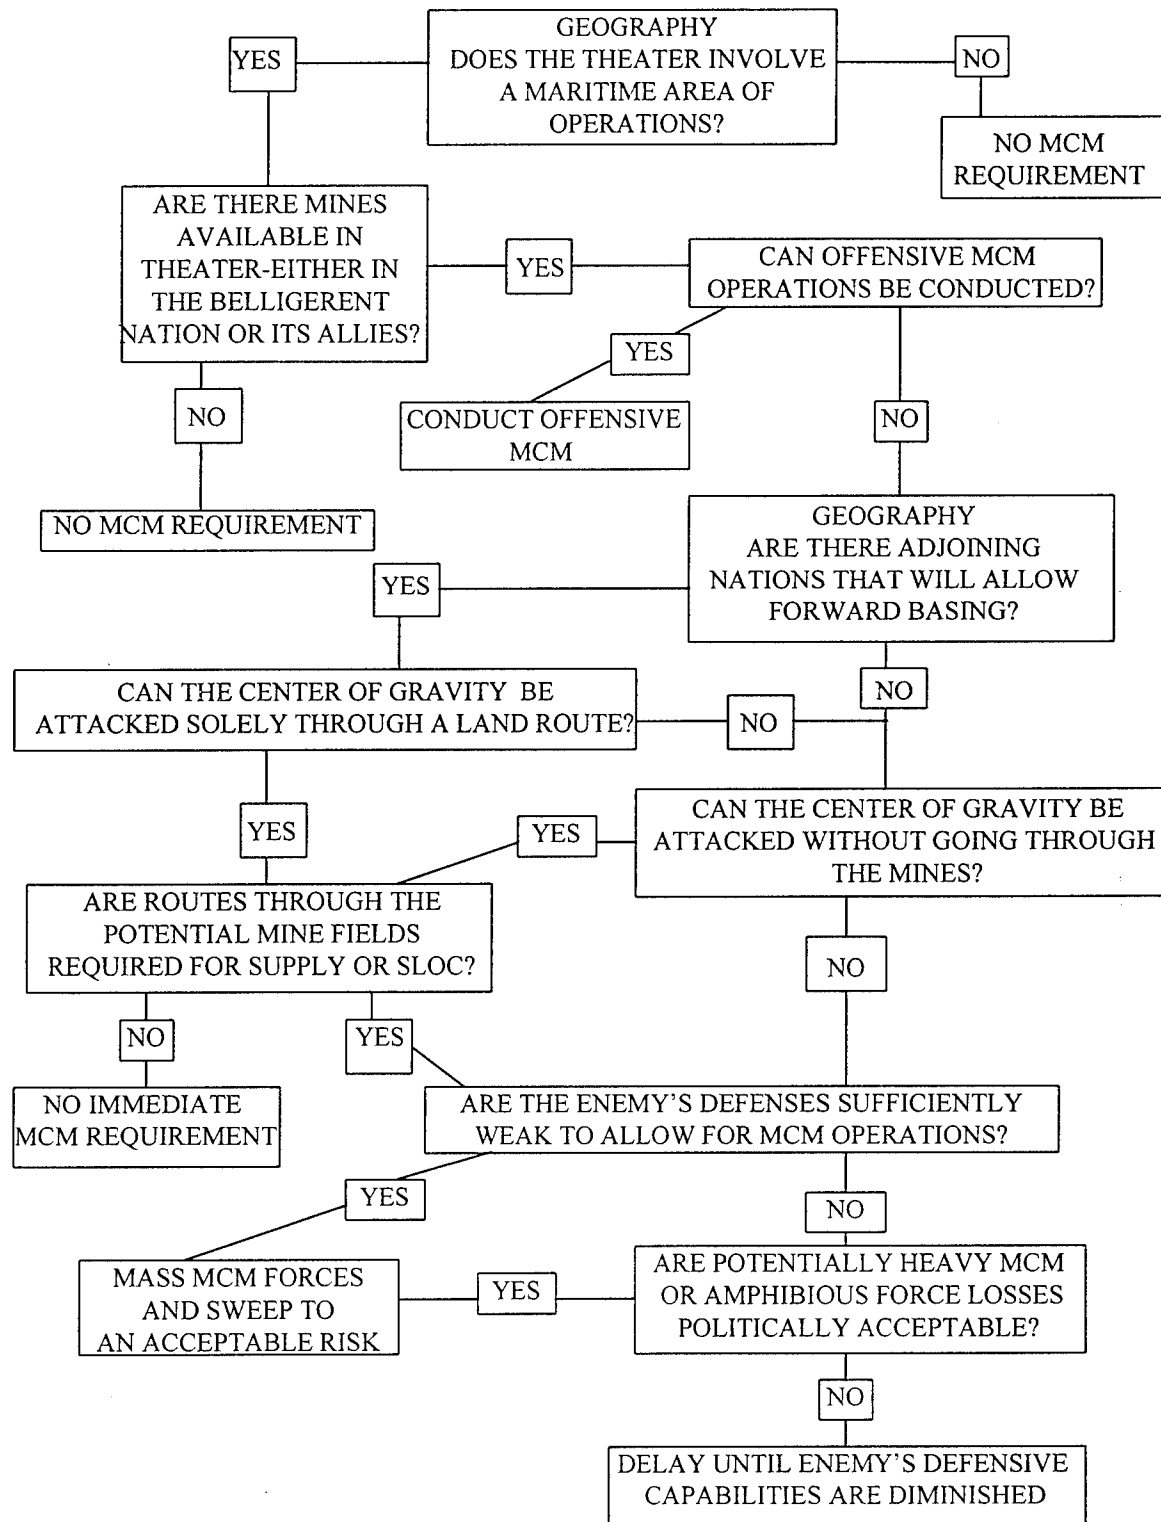 GEOGRAPHY
DOES THE THEATER INVOLVE
A MARITIME AREA OF
OPERATIONS?
YES
NO
NO MCM
REQUIREMENT
ARE THERE MINES
AVAILABLE IN
THEATER-EITHER IN
THE BELLIGERENT
NATION OR ITS ALLIES?
YES
CAN OFFENSIVE MCM
OPERATIONS BE CONDUCTED?
YES
NO
CONDUCT OFFENSIVE
MCM
NO
NO MCM REQUIREMENT
GEOGRAPHY
ARE THERE ADJOINING
NATIONS THAT WILL ALLOW
FORWARD BASING?
YES
NO
CAN THE CENTER OF GRAVITY BE
ATTACKED SOLELY THROUGH A LAND ROUTE?
NO
YES
CAN THE CENTER OF GRAVITY BE
ATTACKED WITHOUT GOING THROUGH
THE MINES?
YES
NO
ARE ROUTES THROUGH THE
POTENTIAL MINE FIELDS
REQUIRED FOR SUPPLY OR SLOC?
NO
YES
NO IMMEDIATE
MCM REQUIREMENT
ARE THE ENEMY'S DEFENSES SUFFICIENTLY
WEAK TO ALLOW FOR MCM OPERATIONS?
YES
NO
MASS MCM FORCES
AND SWEEP TO
AN ACCEPTABLE RISK
YES
ARE POTENTIALLY HEAVY MCM
OR AMPHIBIOUS FORCE LOSSES
POLITICALLY ACCEPTABLE?
NO
DELAY UNTIL ENEMY'S DEFENSIVE
CAPABILITIES ARE DIMINISHED